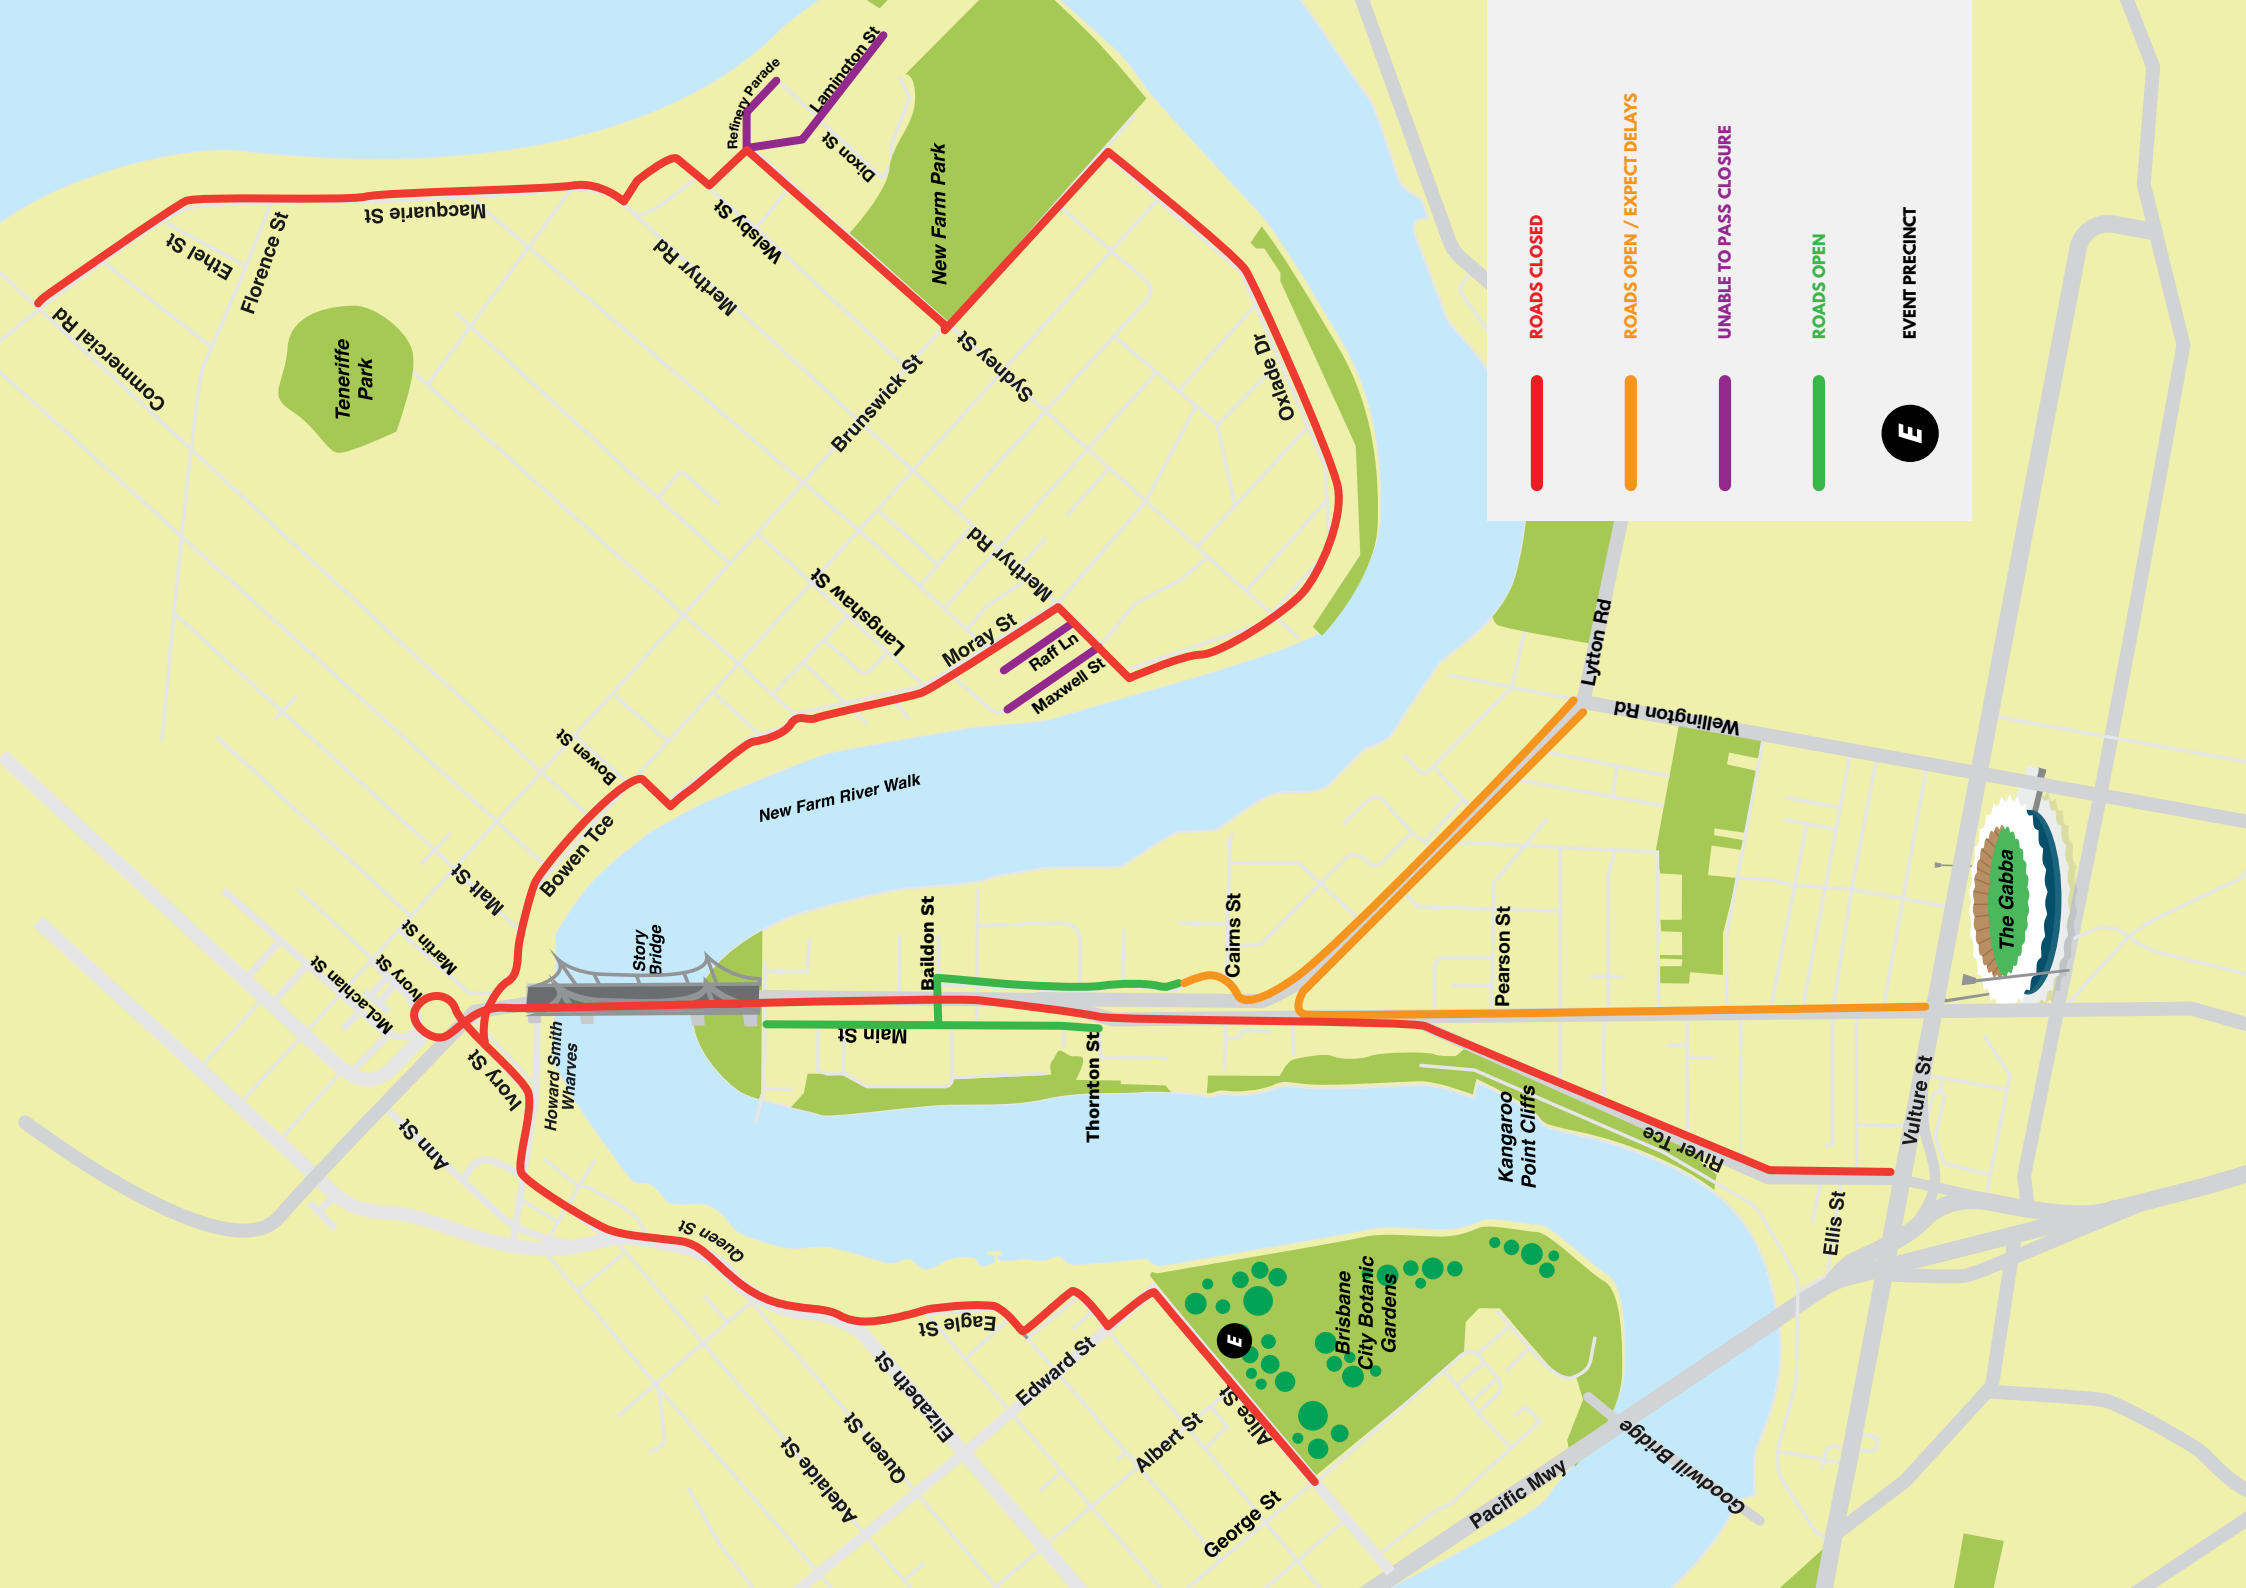 Commercial Rd
Ethel St
Florence St
Macquarie St
Teneriffe
Park
Refinery Parade
Lamington St
Dixon St
Welsby St
Merthyr Rd
New Farm Park
Brunswick St
Sydney St
Oxlade Dr
Merthyr Rd
Langshaw St
Moray St
Raff Ln
Maxwell St
Bowen St
Bowen Tce
New Farm River Walk
Malt St
Martin St
Ivory St
McLachlan St
Ivory St
Ann St
Story
Bridge
Howard Smith
Wharves
Baildon St
Main St
Thornton St
Cairns St
Pearson St
Lytton Rd
Wellington Rd
The Gabba
Vulture St
Kangaroo
Point Cliffs
River Tce
Ellis St
Queen St
Eagle St
Elizabeth St
Queen St
Adelaide St
Edward St
Albert St
Alice St
George St
E
Brisbane
City Botanic
Gardens
Pacific Mwy
Goodwill Bridge
ROADS CLOSED
ROADS OPEN / EXPECT DELAYS
UNABLE TO PASS CLOSURE
ROADS OPEN
E EVENT PRECINCT